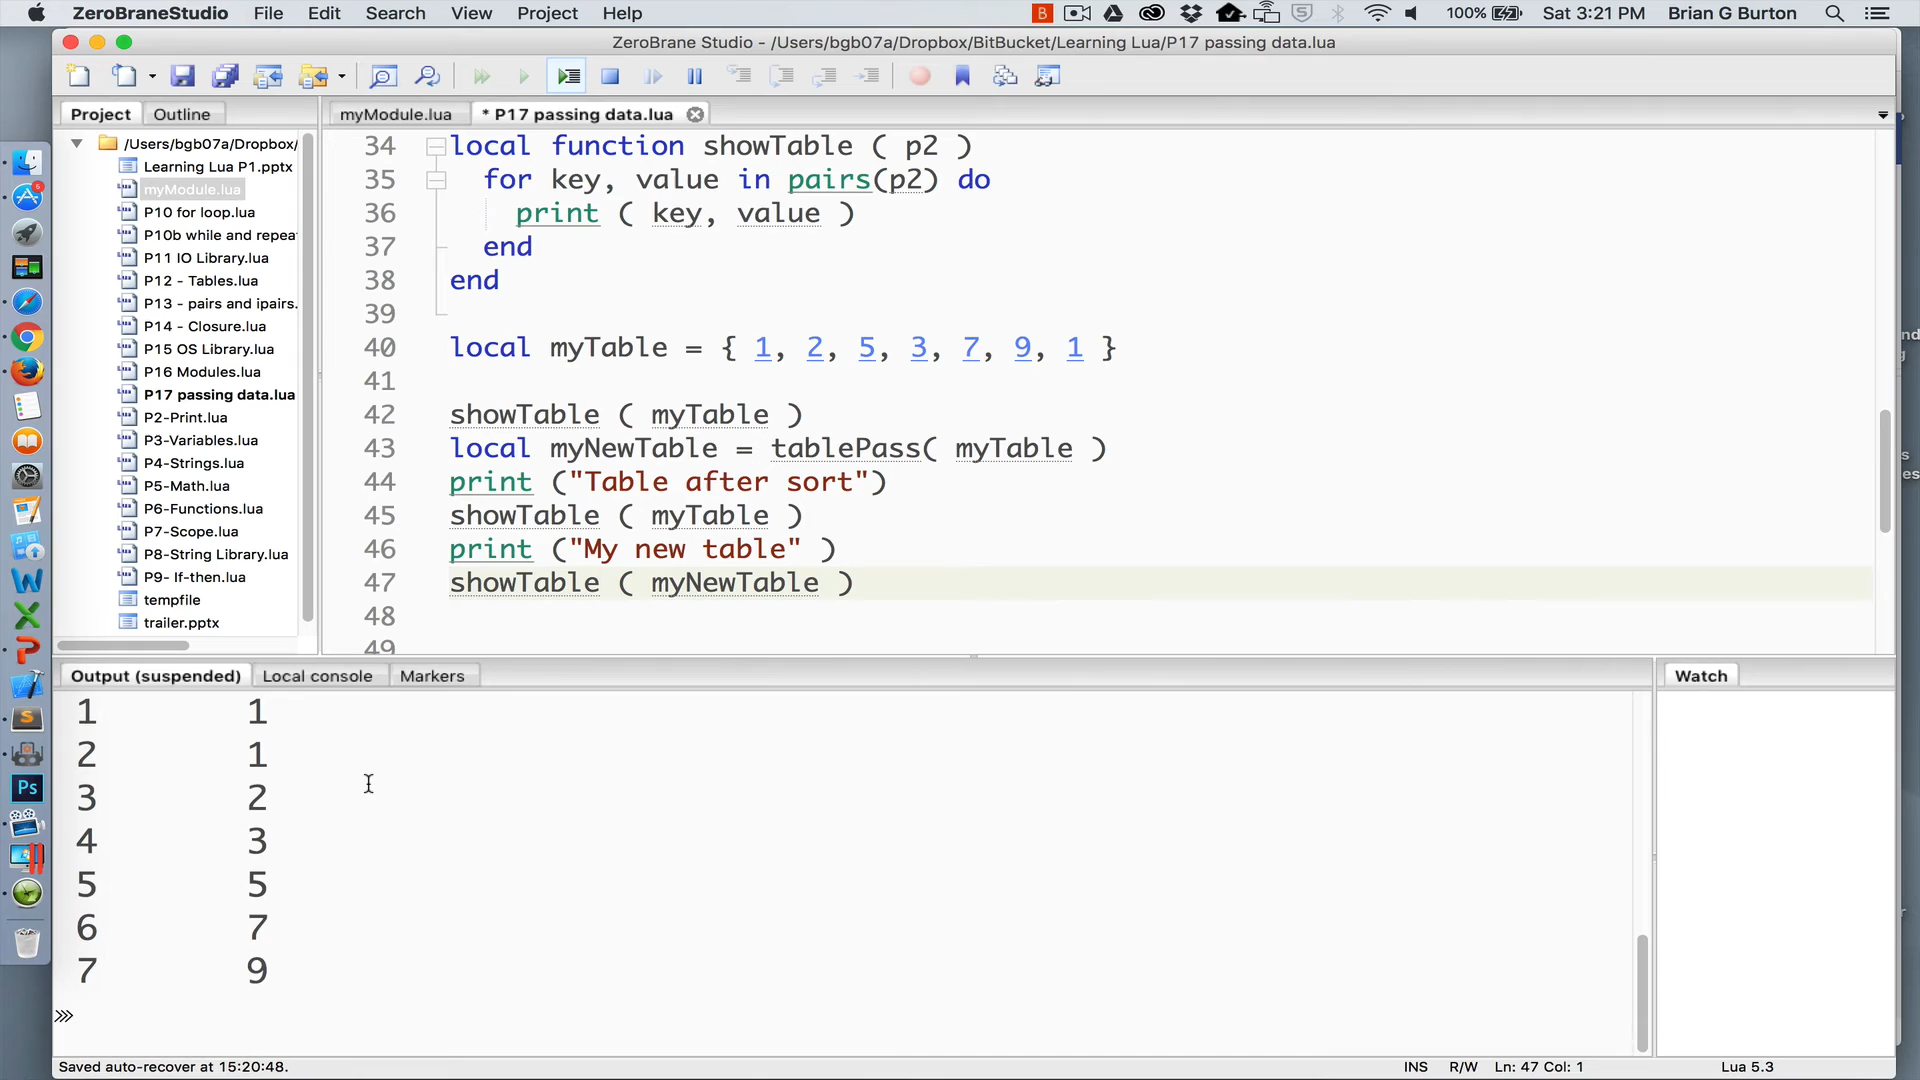 ZeroBraneStudio File Edit Search View Project Help 100% Sat 3:21 PM Brian G Burton
ZeroBrane Studio - /Users/bgb07a/Dropbox/BitBucket/Learning Lua/P17 passing data.lua
Project Outline
myModule.lua * P17 passing data.lua
/Users/bgb07a/Dropbox/
Learning Lua P1.pptx
myModule.lua
P10 for loop.lua
P10b while and repea
P11 IO Library.lua
P12 - Tables.lua
P13 - pairs and ipairs.
P14 - Closure.lua
P15 OS Library.lua
P16 Modules.lua
P17 passing data.lua
P2-Print.lua
P3-Variables.lua
P4-Strings.lua
P5-Math.lua
P6-Functions.lua
P7-Scope.lua
P8-String Library.lua
P9- If-then.lua
tempfile
trailer.pptx
34 local function showTable ( p2 )
35 for key, value in pairs(p2) do
36 print ( key, value )
37 end
38 end
39
40 local myTable = { 1, 2, 5, 3, 7, 9, 1 }
41
42 showTable ( myTable )
43 local myNewTable = tablePass( myTable )
44 print ("Table after sort")
45 showTable ( myTable )
46 print ("My new table" )
47 showTable ( myNewTable )
48
49
Output (suspended) Local console Markers
Watch
1 1
2 1
3 2
4 3
5 5
6 7
7 9
>>>
Saved auto-recover at 15:20:48. INS R/W Ln: 47 Col: 1 Lua 5.3
Ps